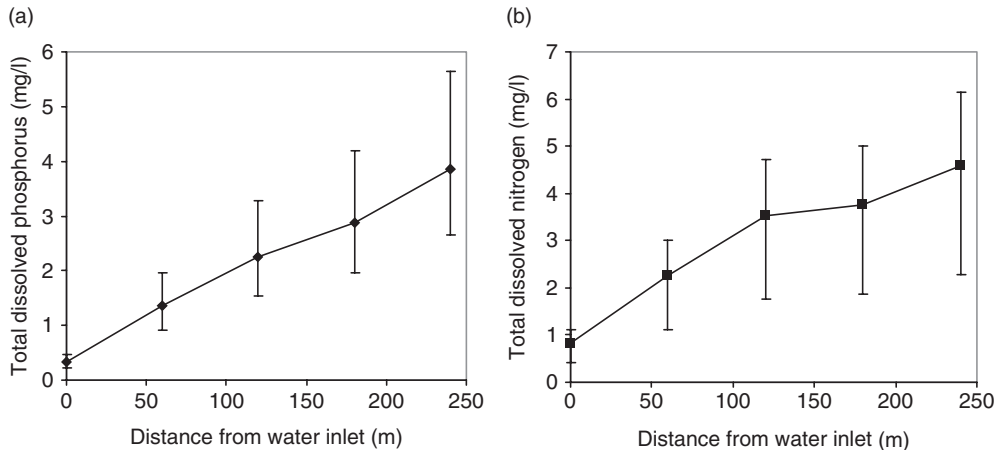 (a)
6
5
4
3
2
1
0
Total dissolved phosphorus (mg/l)
0 50 100 150 200 250
Distance from water inlet (m)
(b)
7
6
5
4
3
2
1
0
Total dissolved nitrogen (mg/l)
0 50 100 150 200 250
Distance from water inlet (m)